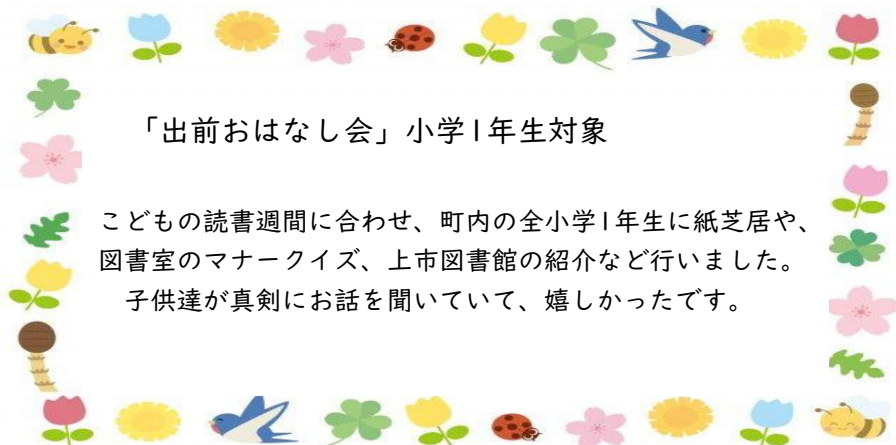 「出前おはなし会」小学1年生対象
こどもの読書週間に合わせ、町内の全小学1年生に紙芝居や、
図書室のマナークイズ、上市図書館の紹介など行いました。
子供達が真剣にお話を聞いていて、嬉しかったです。